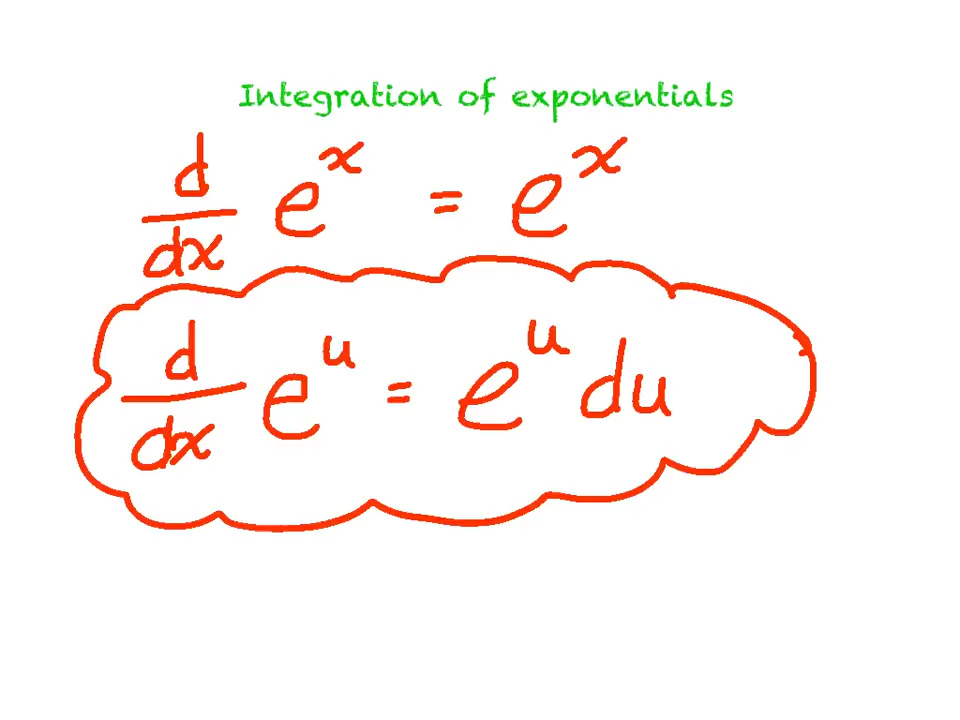 Integration of exponentials
d/dx e^x = e^x
d/dx e^u = e^u du